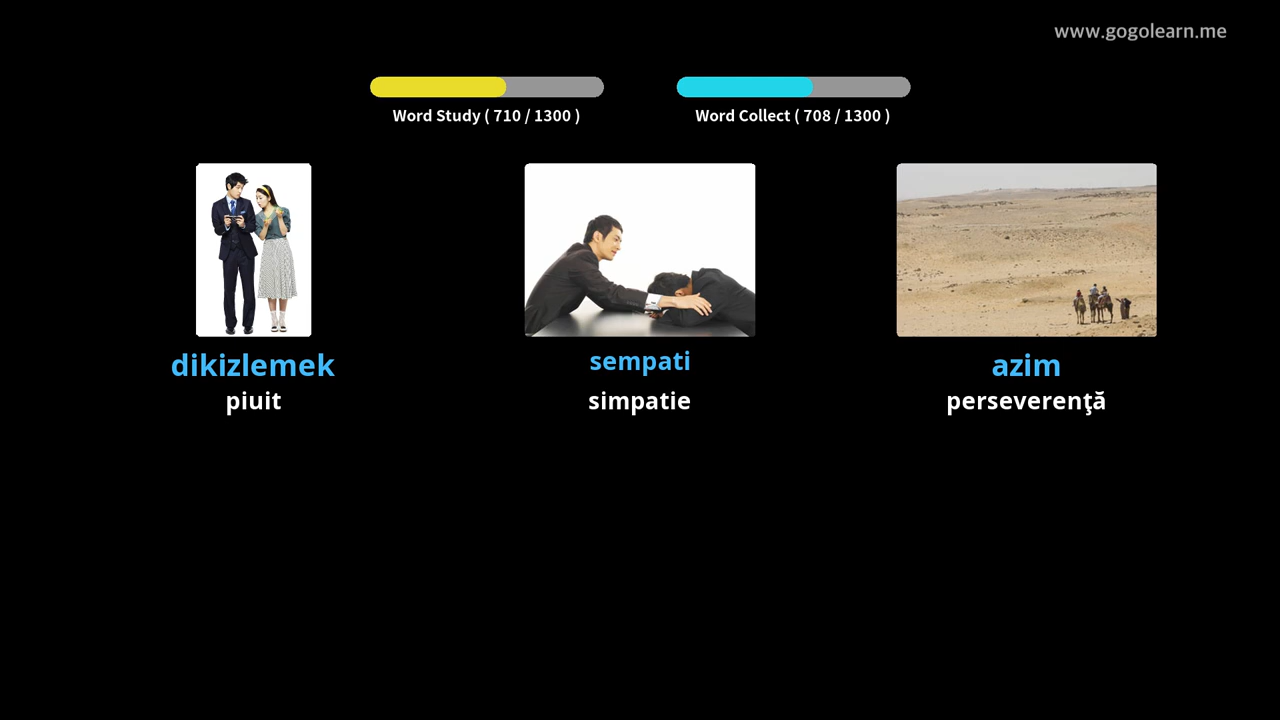 www.gogolearn.me
Word Study ( 710 / 1300 )
Word Collect ( 708 / 1300 )
dikizlemek
piuit
sempati
simpatie
azim
perseverenţă